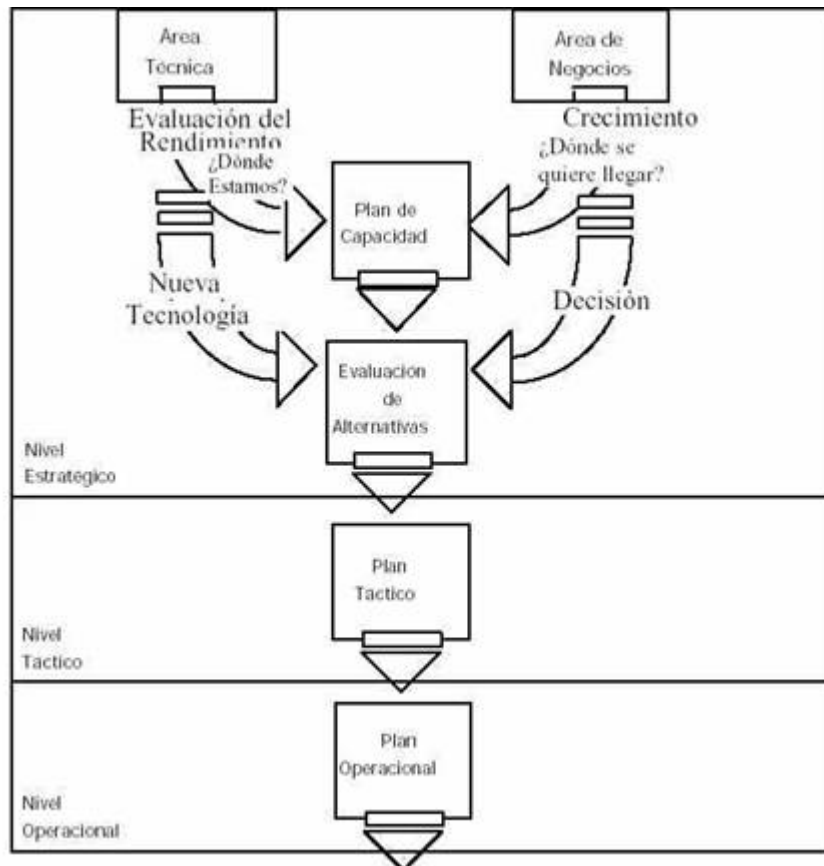 Area
Técnica
Area de
Negocios
Evaluación del
Rendimiento
¿Dónde
Estamos?
Crecimiento
¿Dónde se
quiere llegar?
Plan de
Capacidad
Nueva
Tecnología
Decisión
Evaluacion
de
Alternativas
Nivel
Estrategico
Plan
Tactico
Nivel
Tactico
Plan
Operacional
Nivel
Operacional